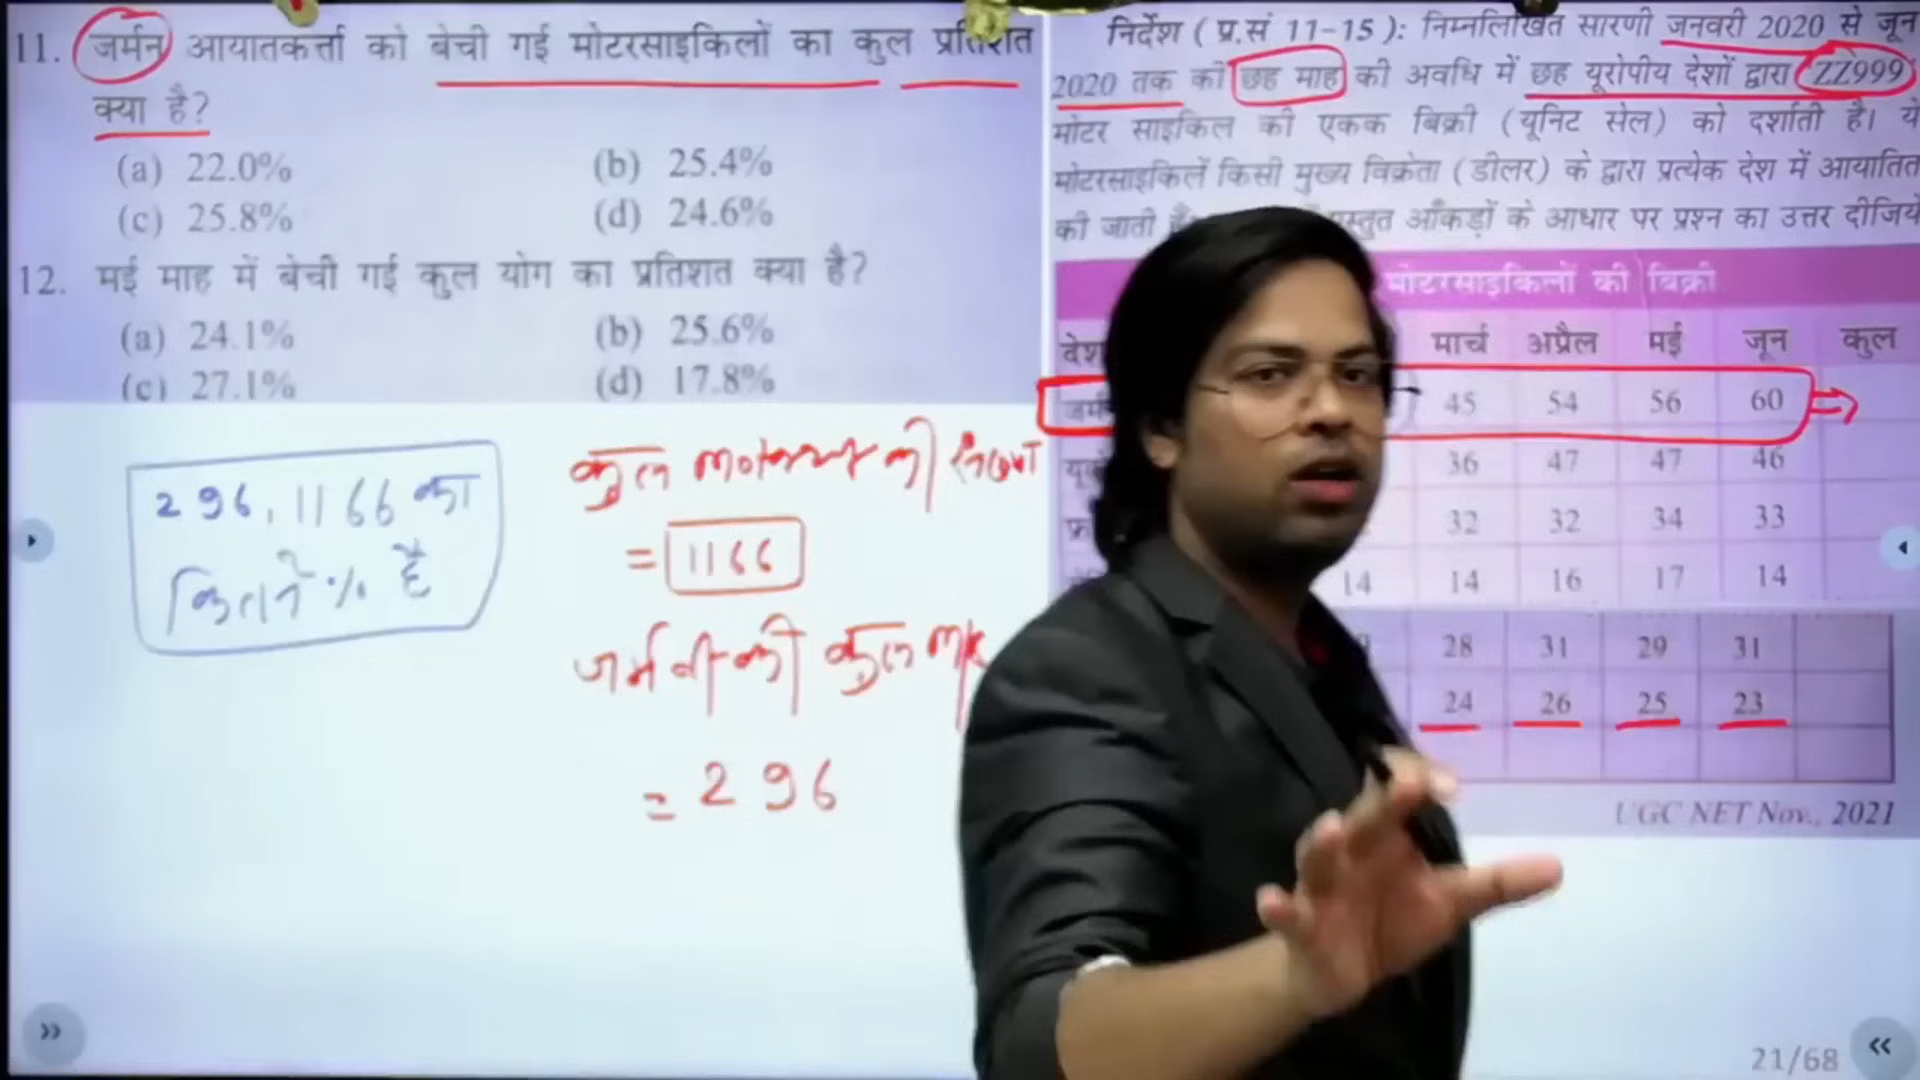 11. जर्मन आयातकर्त्ता को बेची गई मोटरसाइकिलों का कुल प्रतिशत
क्या है?
(a) 22.0% (b) 25.4%
(c) 25.8% (d) 24.6%
12. मई माह में बेची गई कुल योग का प्रतिशत क्या है?
(a) 24.1% (b) 25.6%
(c) 27.1% (d) 17.8%
296, 1166 का
कितने % है
कुल
= 1166
जर्मनी की कुल
= 296
निर्देश ( प्र.सं 11-15 ): निम्नलिखित सारणी जनवरी 2020 से जून
2020 तक की छह माह की अवधि में छह यूरोपीय देशों द्वारा ZZ999
मोटर साइकिल की एकक बिक्री (यूनिट सेल) को दर्शाती है। ये
मोटरसाइकिलें किसी मुख्य विक्रेता (डीलर) के द्वारा प्रत्येक देश में आयातित
की जाती आँकड़ों के आधार पर प्रश्न का उत्तर दीजिये
मोटरसाइकिलों की बिक्री
देश मार्च अप्रैल मई जून कुल
45 54 56 60
36 47 47 46
32 32 34 33
14 14 16 17 14
28 31 29 31
24 26 25 23
UGC NET Nov., 2021
21/68